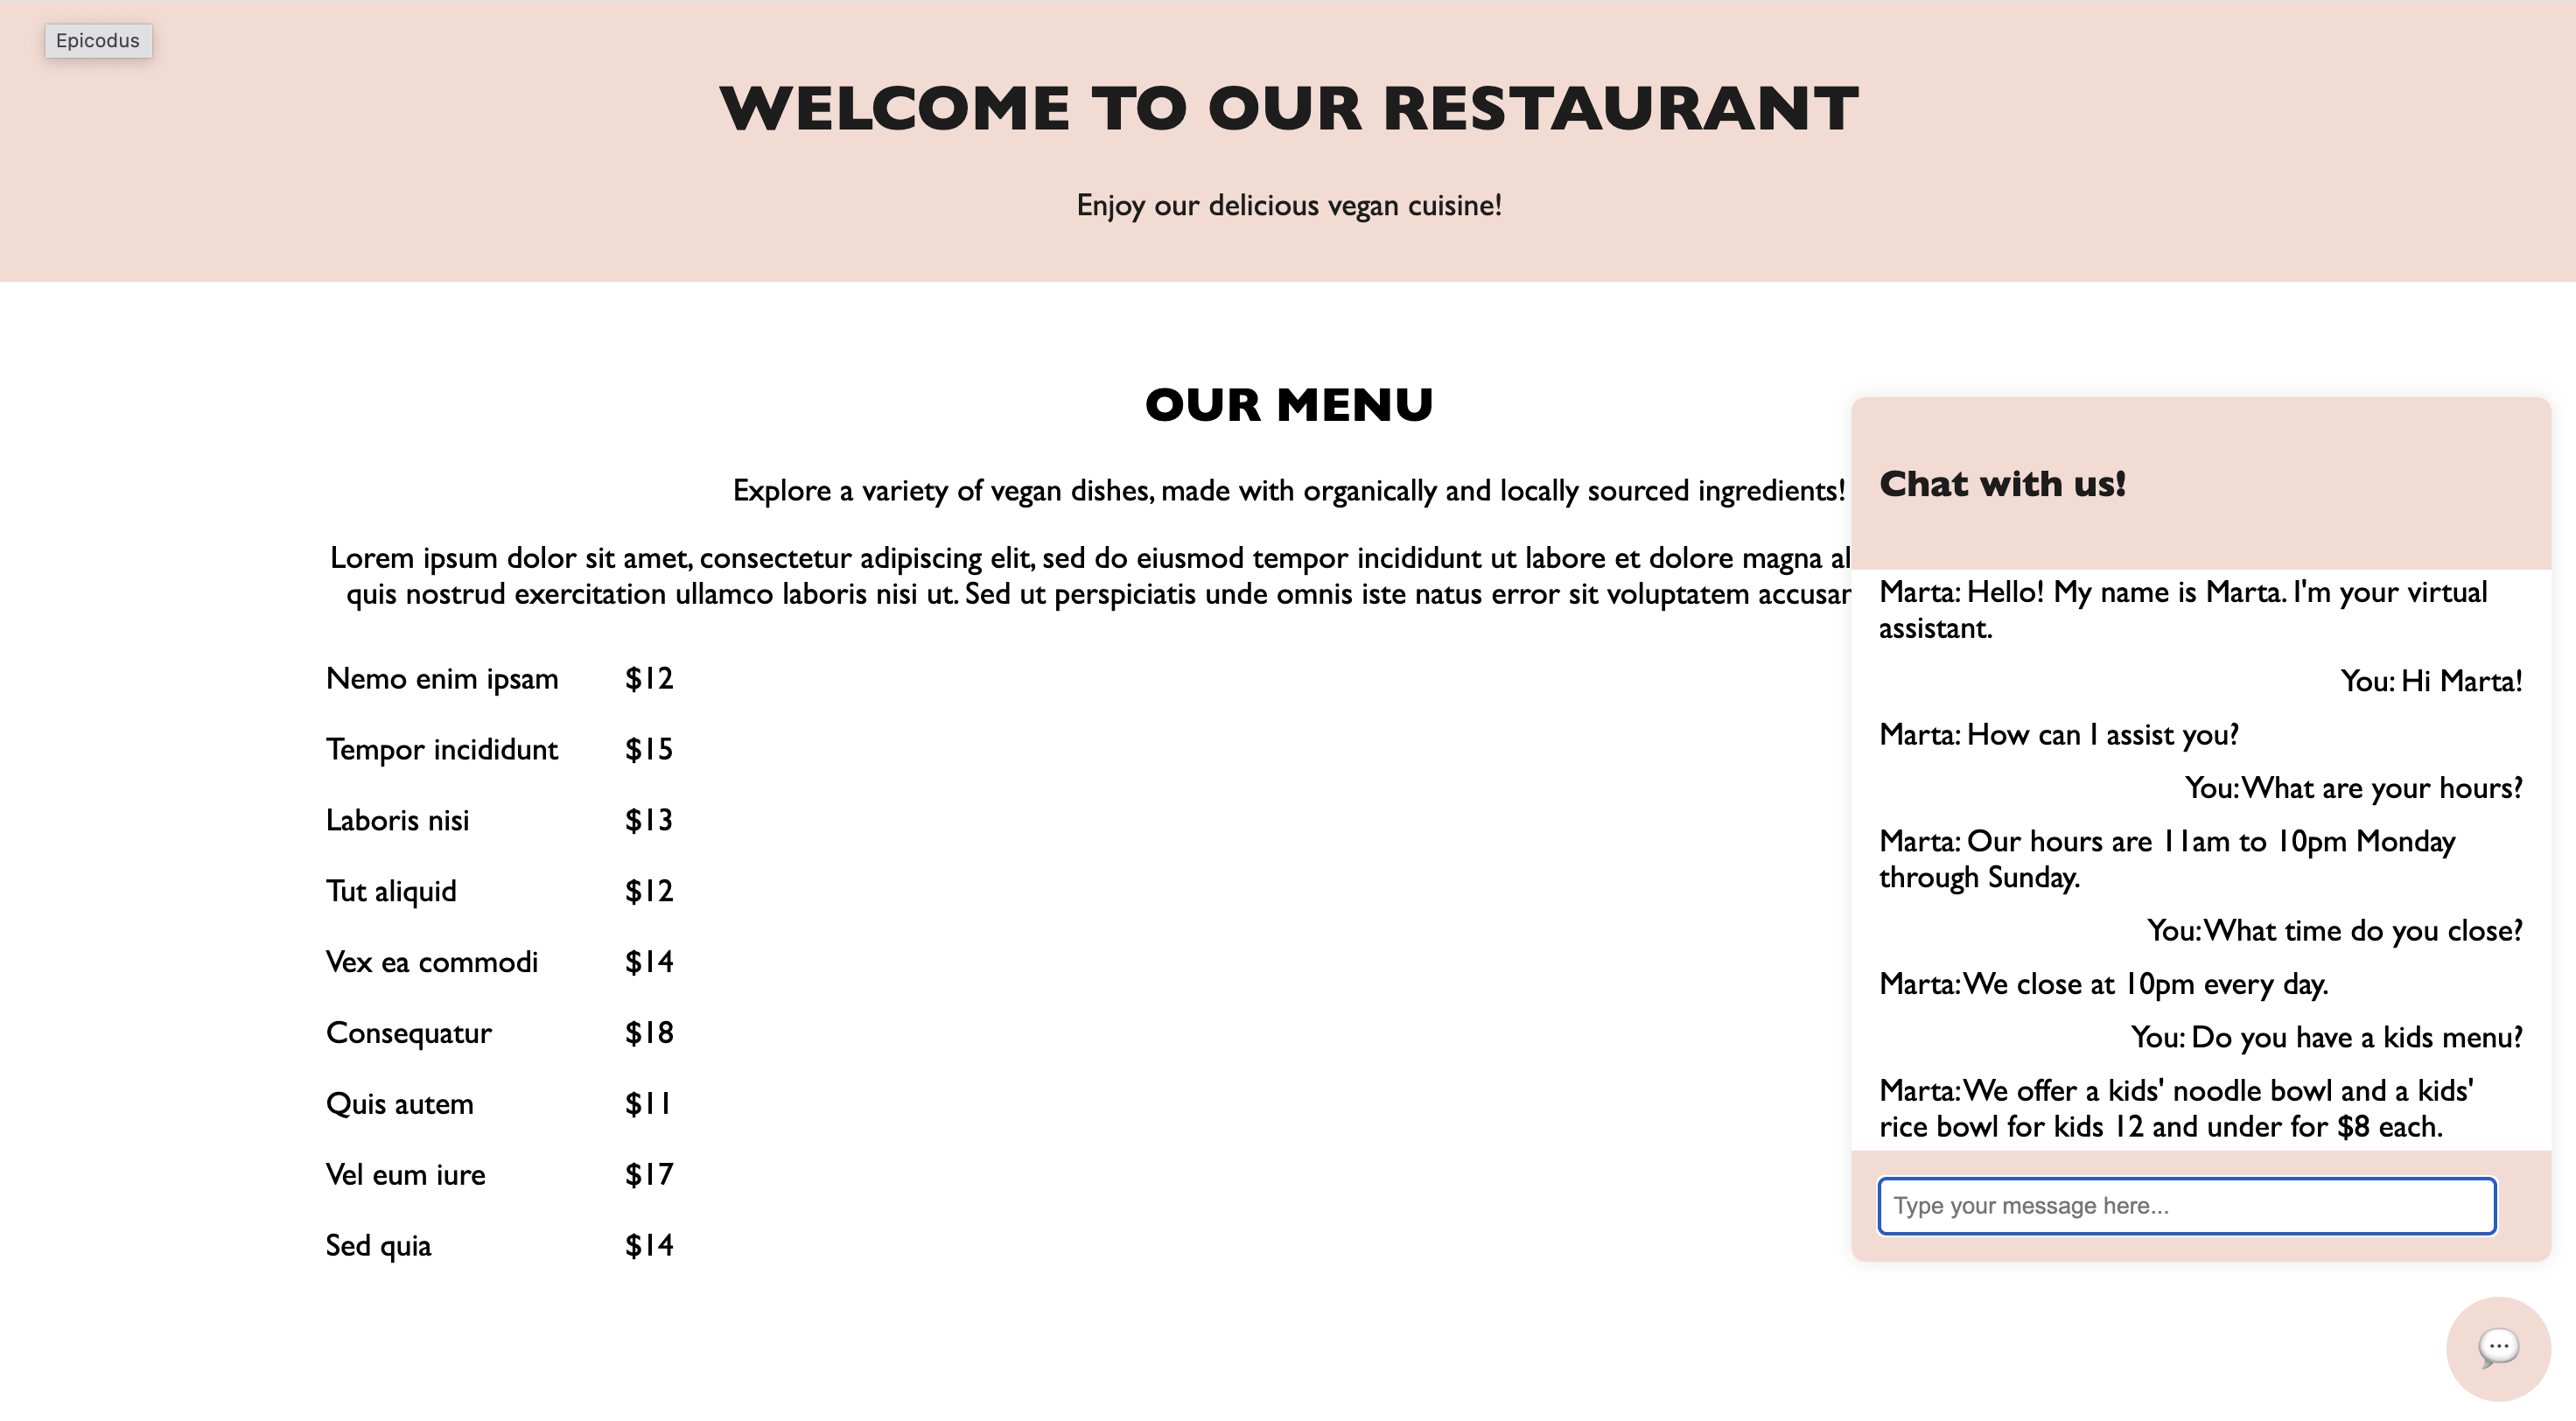 Epicodus
WELCOME TO OUR RESTAURANT
Enjoy our delicious vegan cuisine!
OUR MENU
Explore a variety of vegan dishes, made with organically and locally sourced ingredients!
Lorem ipsum dolor sit amet, consectetur adipiscing elit, sed do eiusmod tempor incididunt ut labore et dolore magna al
quis nostrud exercitation ullamco laboris nisi ut. Sed ut perspiciatis unde omnis iste natus error sit voluptatem accusar
Nemo enim ipsam $12
Tempor incididunt $15
Laboris nisi $13
Tut aliquid $12
Vex ea commodi $14
Consequatur $18
Quis autem $11
Vel eum iure $17
Sed quia $14
Chat with us!
Marta: Hello! My name is Marta. I'm your virtual
assistant.
You: Hi Marta!
Marta: How can I assist you?
You: What are your hours?
Marta: Our hours are 11am to 10pm Monday
through Sunday.
You: What time do you close?
Marta: We close at 10pm every day.
You: Do you have a kids menu?
Marta: We offer a kids' noodle bowl and a kids'
rice bowl for kids 12 and under for $8 each.
Type your message here...